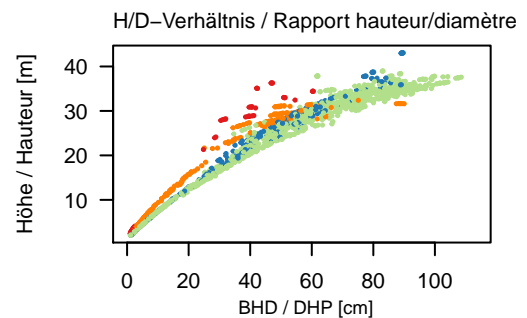 H/D−Verhältnis / Rapport hauteur/diamètre
Höhe / Hauteur [m]
40
30
20
10
0 20 40 60 80 100
BHD / DHP [cm]